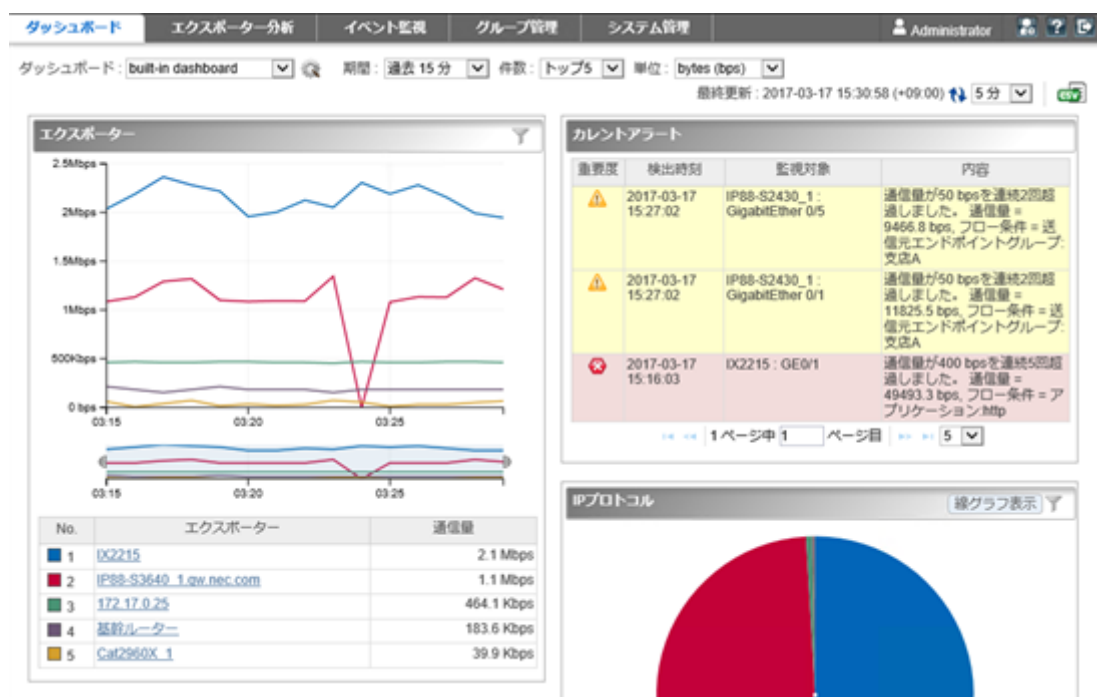 ダッシュボード エクスポーター分析 イベント監視 グループ管理 システム管理 Administrator ?
ダッシュボード : built-in dashboard 期間 : 過去 15 分 件数 : トップ5 単位 : bytes (bps)
最終更新 : 2017-03-17 15:30:58 (+09:00) 5 分 CSV
エクスポーター
2.5Mbps
2Mbps
1.5Mbps
1Mbps
500Kbps
0 bps
03:15 03:20 03:25
03:15 03:20 03:25
No. エクスポーター 通信量
1 IX2215 2.1 Mbps
2 IP88-S3640_1.gw.nec.com 1.1 Mbps
3 172.17.0.25 464.1 Kbps
4 基幹ルーター 183.6 Kbps
5 Cat2960X_1 39.9 Kbps
カレントアラート
重要度 検出時刻 監視対象 内容
2017-03-17 IP88-S2430_1 : 通信量が50 bpsを連続2回超
15:27:02 GigabitEther 0/5 過しました。 通信量 =
9466.8 bps, フロー条件 = 送
信元エンドポイントグループ:
支店A
2017-03-17 IP88-S2430_1 : 通信量が50 bpsを連続2回超
15:27:02 GigabitEther 0/1 過しました。 通信量 =
11825.5 bps, フロー条件 = 送
信元エンドポイントグループ:
支店A
2017-03-17 IX2215 : GE0/1 通信量が400 bpsを連続5回超
15:16:03 過しました。 通信量 =
49493.3 bps, フロー条件 = ア
プリケーション:http
1 ページ中 1 ページ目 5
IPプロトコル 線グラフ表示